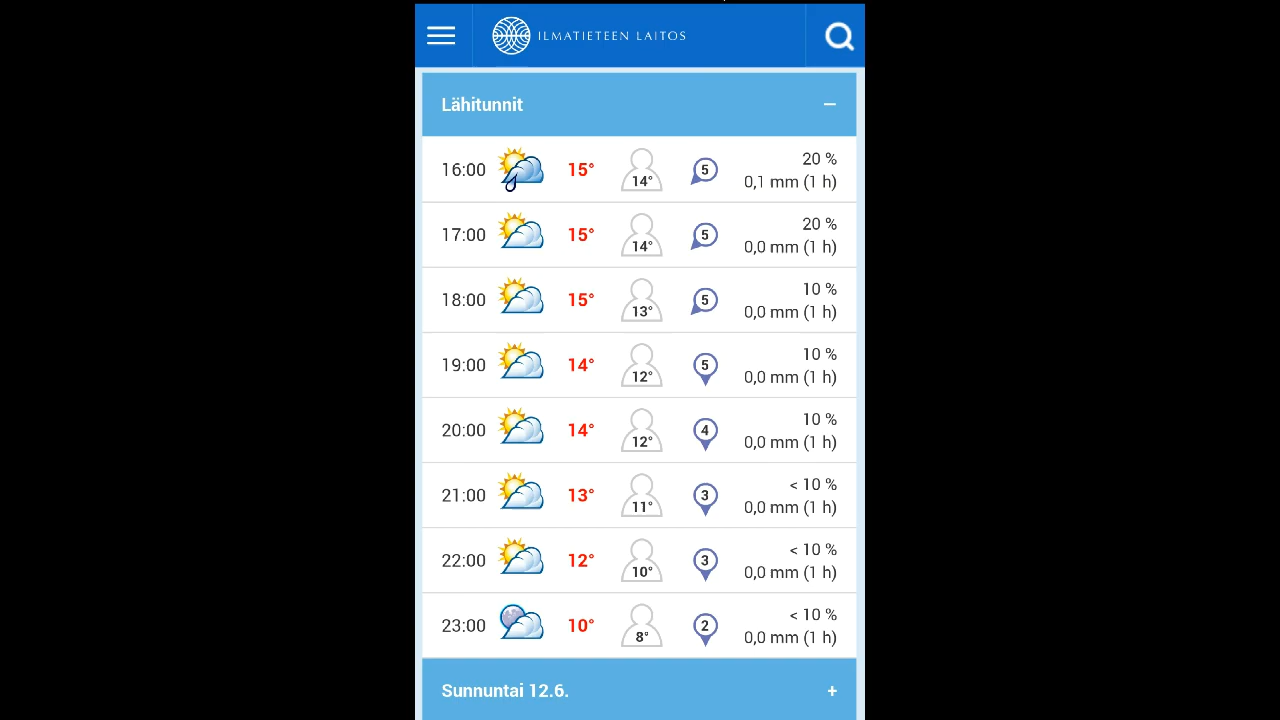 ILMATIETEEN LAITOS
Lähitunnit −
16:00 15° 14° 5 20 %
0,1 mm (1 h)
17:00 15° 14° 5 20 %
0,0 mm (1 h)
18:00 15° 13° 5 10 %
0,0 mm (1 h)
19:00 14° 12° 5 10 %
0,0 mm (1 h)
20:00 14° 12° 4 10 %
0,0 mm (1 h)
21:00 13° 11° 3 < 10 %
0,0 mm (1 h)
22:00 12° 10° 3 < 10 %
0,0 mm (1 h)
23:00 10° 8° 2 < 10 %
0,0 mm (1 h)
Sunnuntai 12.6. +